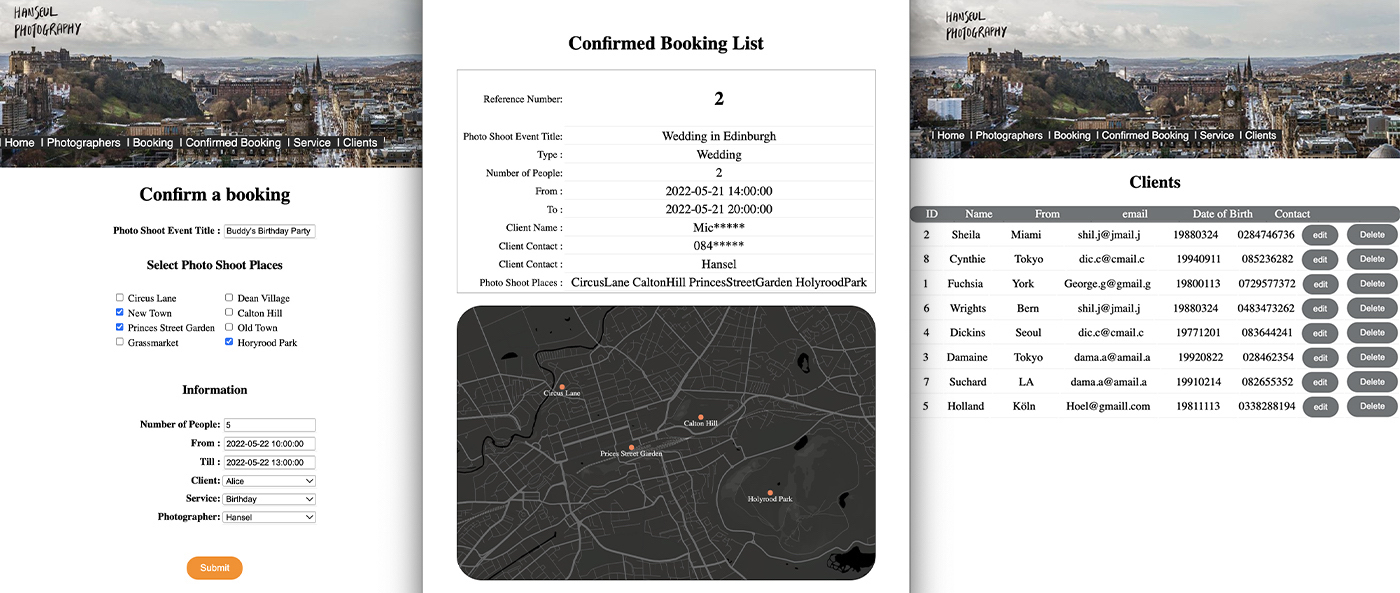 HANSEUL
PHOTOGRAPHY
I Home I Photographers I Booking I Confirmed Booking I Service I Clients I
Confirm a booking
Photo Shoot Event Title : Buddy's Birthday Party
Select Photo Shoot Places
Circus Lane Dean Village
New Town Calton Hill
Princes Street Garden Old Town
Grassmarket Horyrood Park
Information
Number of People: 5
From : 2022-05-22 10:00:00
Till : 2022-05-22 13:00:00
Client: Alice
Service: Birthday
Photographer: Hansel
Submit
Confirmed Booking List
Reference Number: 2
Photo Shoot Event Title: Wedding in Edinburgh
Type : Wedding
Number of People: 2
From : 2022-05-21 14:00:00
To : 2022-05-21 20:00:00
Client Name : Mic*****
Client Contact : 084*****
Client Contact : Hansel
Photo Shoot Places : CircusLane CaltonHill PrincesStreetGarden HolyroodPark
Circus Lane
Calton Hill
Prices Street Garden
Holyrood Park
HANSEUL
PHOTOGRAPHY
I Home I Photographers I Booking I Confirmed Booking I Service I Clients
Clients
ID Name From email Date of Birth Contact
2 Sheila Miami shil.j@jmail.j 19880324 0284746736 edit Delete
8 Cynthie Tokyo dic.c@cmail.c 19940911 085236282 edit Delete
1 Fuchsia York George.g@gmail.g 19800113 0729577372 edit Delete
6 Wrights Bern shil.j@jmail.j 19880324 0483473262 edit Delete
4 Dickins Seoul dic.c@cmail.c 19771201 083644241 edit Delete
3 Damaine Tokyo dama.a@amail.a 19920822 028462354 edit Delete
7 Suchard LA dama.a@amail.a 19910214 082655352 edit Delete
5 Holland Köln Hoel@gmaill.com 19811113 0338288194 edit Delete